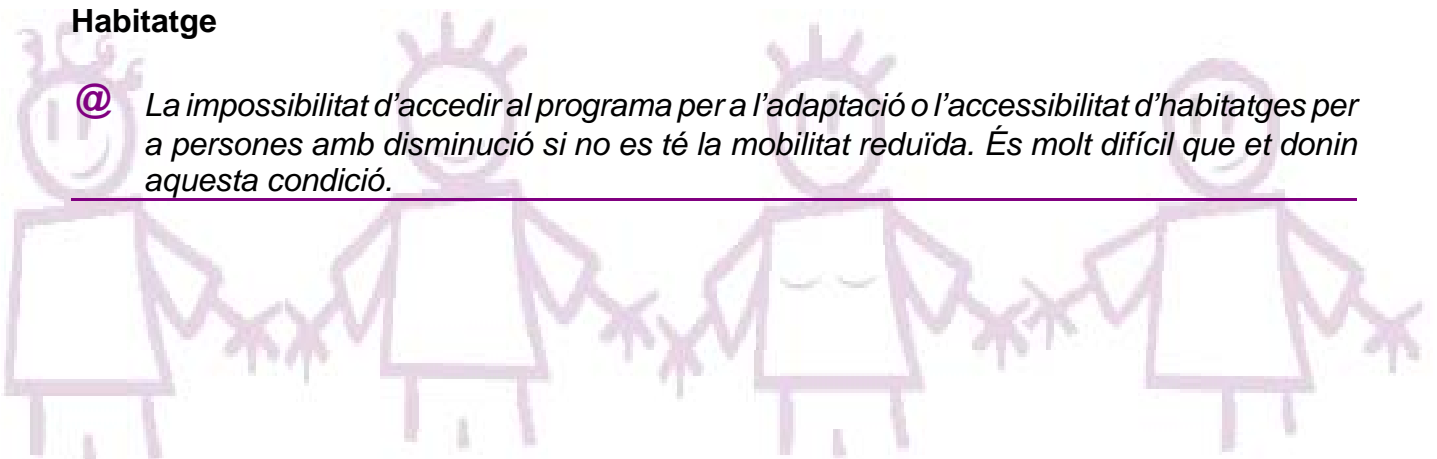 Habitatge
@ La impossibilitat d’accedir al programa per a l’adaptació o l’accessibilitat d’habitatges per
a persones amb disminució si no es té la mobilitat reduïda. És molt difícil que et donin
aquesta condició.